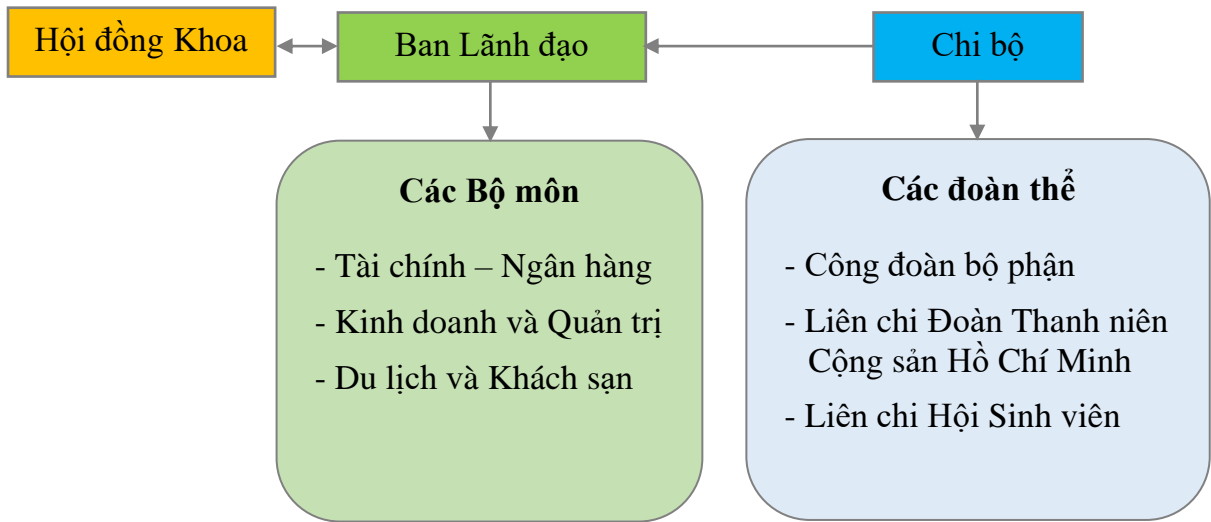 Hội đồng Khoa
Ban Lãnh đạo
Chi bộ
Các Bộ môn
- Tài chính – Ngân hàng
- Kinh doanh và Quản trị
- Du lịch và Khách sạn
Các đoàn thể
- Công đoàn bộ phận
- Liên chi Đoàn Thanh niên
Cộng sản Hồ Chí Minh
- Liên chi Hội Sinh viên